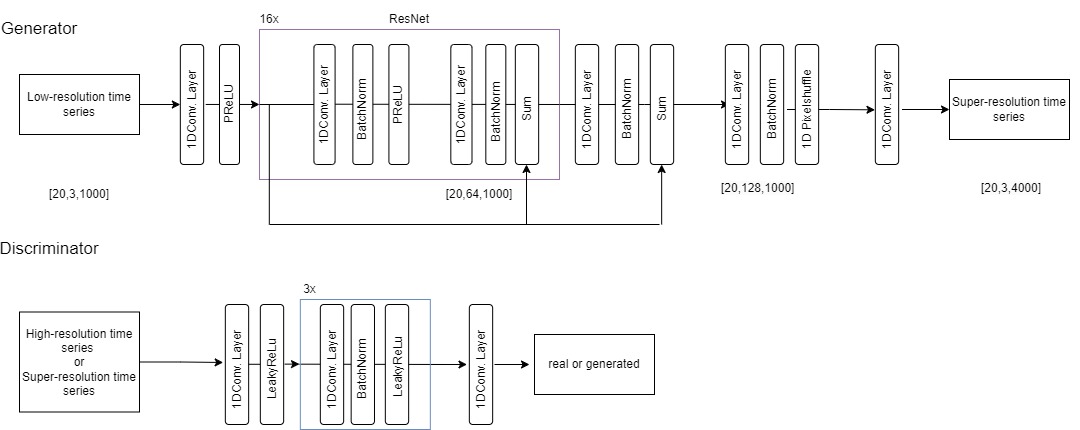 16x
ResNet
Generator
Low-resolution time
series
1DConv. Layer
PReLU
1DConv. Layer
BatchNorm
PReLU
1DConv. Layer
BatchNorm
Sum
1DConv. Layer
BatchNorm
Sum
1DConv. Layer
BatchNorm
1D Pixelshuffle
1DConv. Layer
Super-resolution time
series
[20,3,1000]
[20,64,1000]
[20,128,1000]
[20,3,4000]
Discriminator
3x
High-resolution time
series
or
Super-resolution time
series
1DConv. Layer
LeakyReLu
1DConv. Layer
BatchNorm
LeakyReLu
1DConv. Layer
real or generated